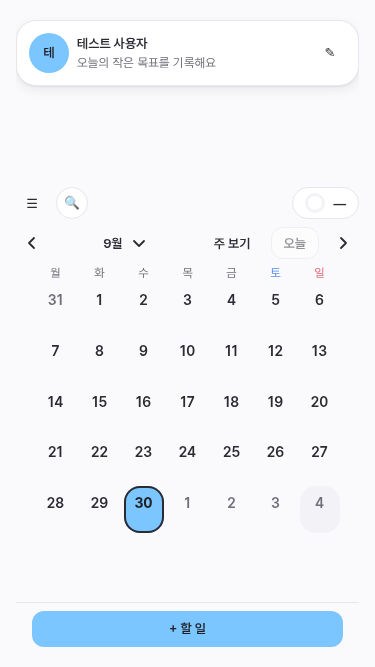 테
테스트 사용자
오늘의 작은 목표를 기록해요
9월
주 보기
오늘
월 화 수 목 금 토 일
31 1 2 3 4 5 6
7 8 9 10 11 12 13
14 15 16 17 18 19 20
21 22 23 24 25 26 27
28 29 30 1 2 3 4
+ 할 일